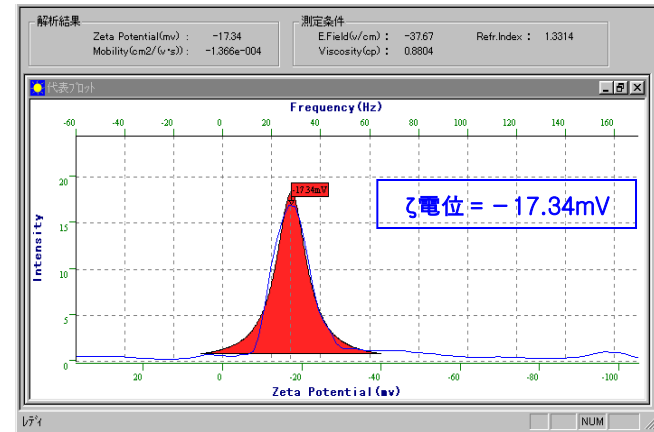 解析結果
Zeta Potential(mv) : -17.34
Mobility(cm2/(v·s)) : -1.366e-004
測定条件
E.Field(v/cm) : -37.67 Refr.Index : 1.3314
Viscosity(cp) : 0.8804
代表プロット
Frequency(Hz)
-60 -40 -20 0 20 40 60 80 100 120 140 160
-17.34mV
ζ電位=-17.34mV
Intensity
20
15
10
5
0
20 0 -20 -40 -60 -80 -100
Zeta Potential(mv)
レディ
NUM